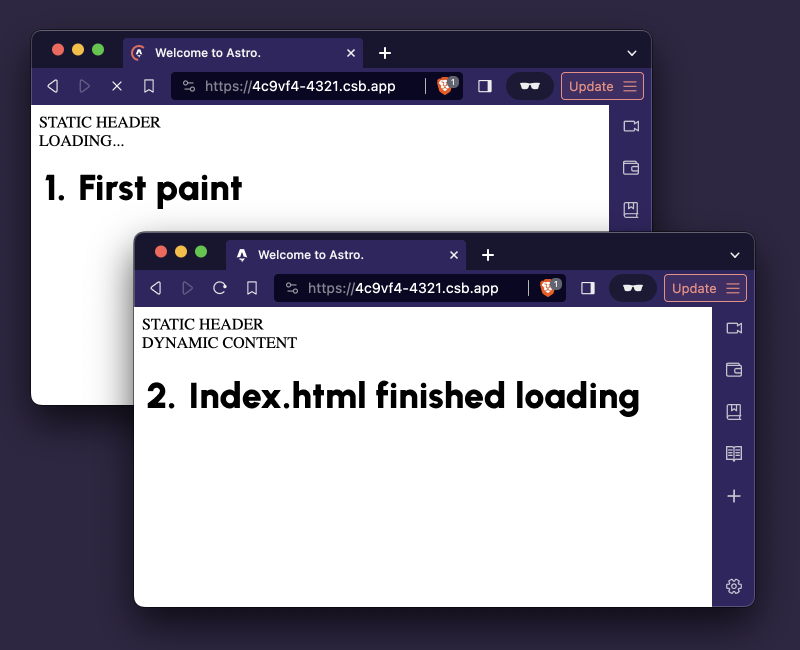 Welcome to Astro.
https://4c9vf4-4321.csb.app
1
Update
STATIC HEADER
LOADING...
1. First paint
Welcome to Astro.
https://4c9vf4-4321.csb.app
1
Update
STATIC HEADER
DYNAMIC CONTENT
2. Index.html finished loading